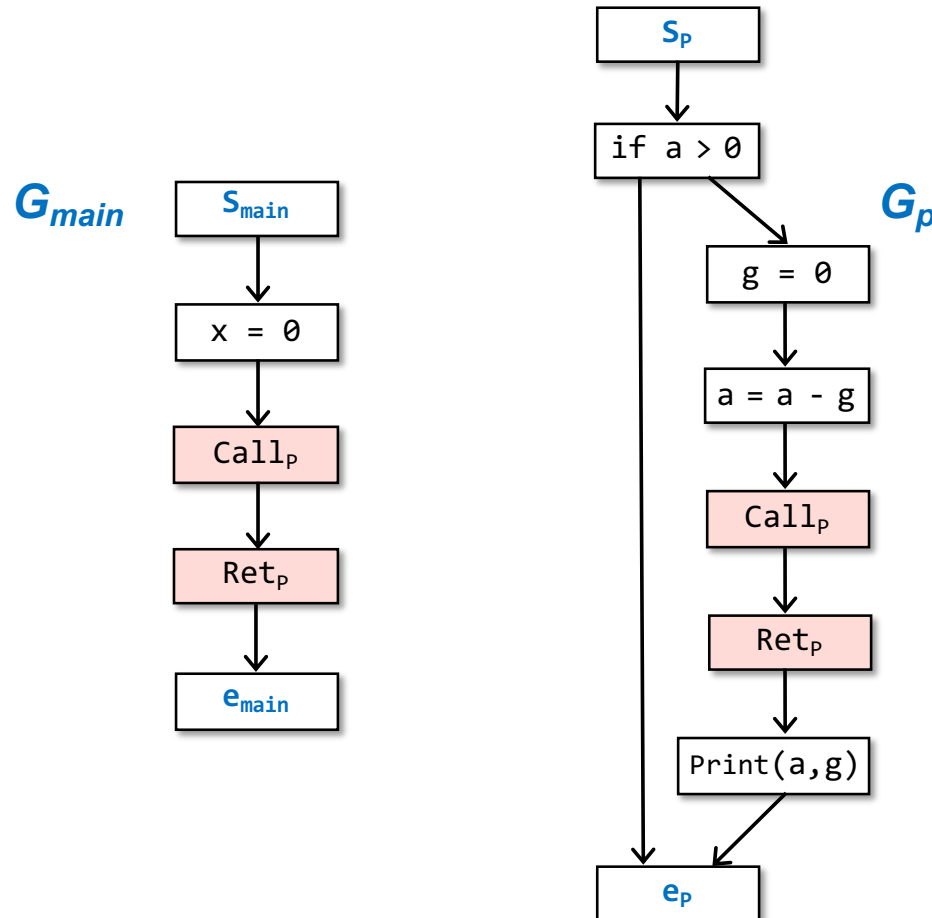 G_main
S_main
x = 0
Call_P
Ret_P
e_main
S_P
if a > 0
G_p
g = 0
a = a - g
Call_P
Ret_P
Print(a,g)
e_P